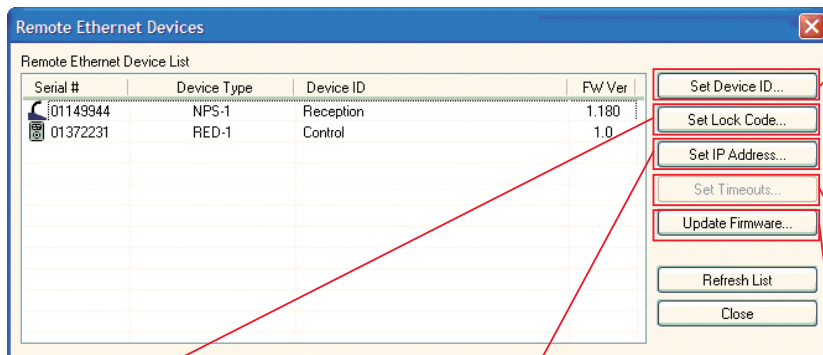 Remote Ethernet Devices
Remote Ethernet Device List
Serial # Device Type Device ID FW Ver
01149944 NPS-1 Reception 1.180
01372231 RED-1 Control 1.0
Set Device ID...
Set Lock Code...
Set IP Address...
Set Timeouts...
Update Firmware...
Refresh List
Close